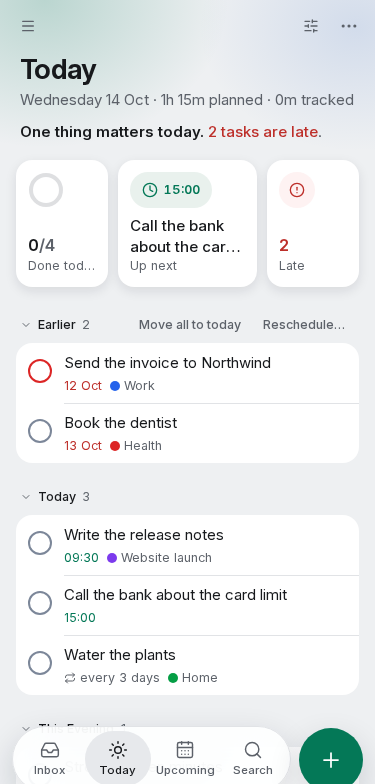 Today
Wednesday 14 Oct · 1h 15m planned · 0m tracked
One thing matters today. 2 tasks are late.
0/4
Done tod…
15:00
Call the bank
about the car…
Up next
2
Late
Earlier 2 Move all to today Reschedule…
Send the invoice to Northwind
12 Oct Work
Book the dentist
13 Oct Health
Today 3
Write the release notes
09:30 Website launch
Call the bank about the card limit
15:00
Water the plants
every 3 days Home
This Evening 1
Inbox Today Upcoming Search